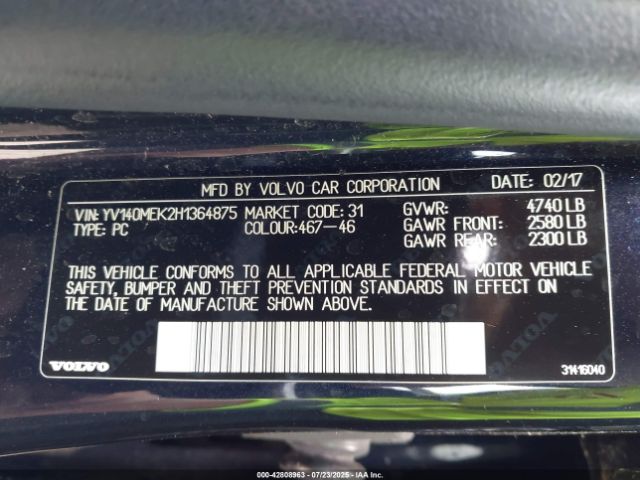 MFD BY VOLVO CAR CORPORATION DATE: 02/17
VIN: YV140MEK2H1364875 MARKET CODE: 31 GVWR: 4740 LB
TYPE: PC COLOUR:467-46 GAWR FRONT: 2580 LB
GAWR REAR: 2300 LB
THIS VEHICLE CONFORMS TO ALL APPLICABLE FEDERAL MOTOR VEHICLE
SAFETY, BUMPER AND THEFT PREVENTION STANDARDS IN EFFECT ON
THE DATE OF MANUFACTURE SHOWN ABOVE.
VOLVO 31416040
000-42808963 - 07/23/2025 - IAA